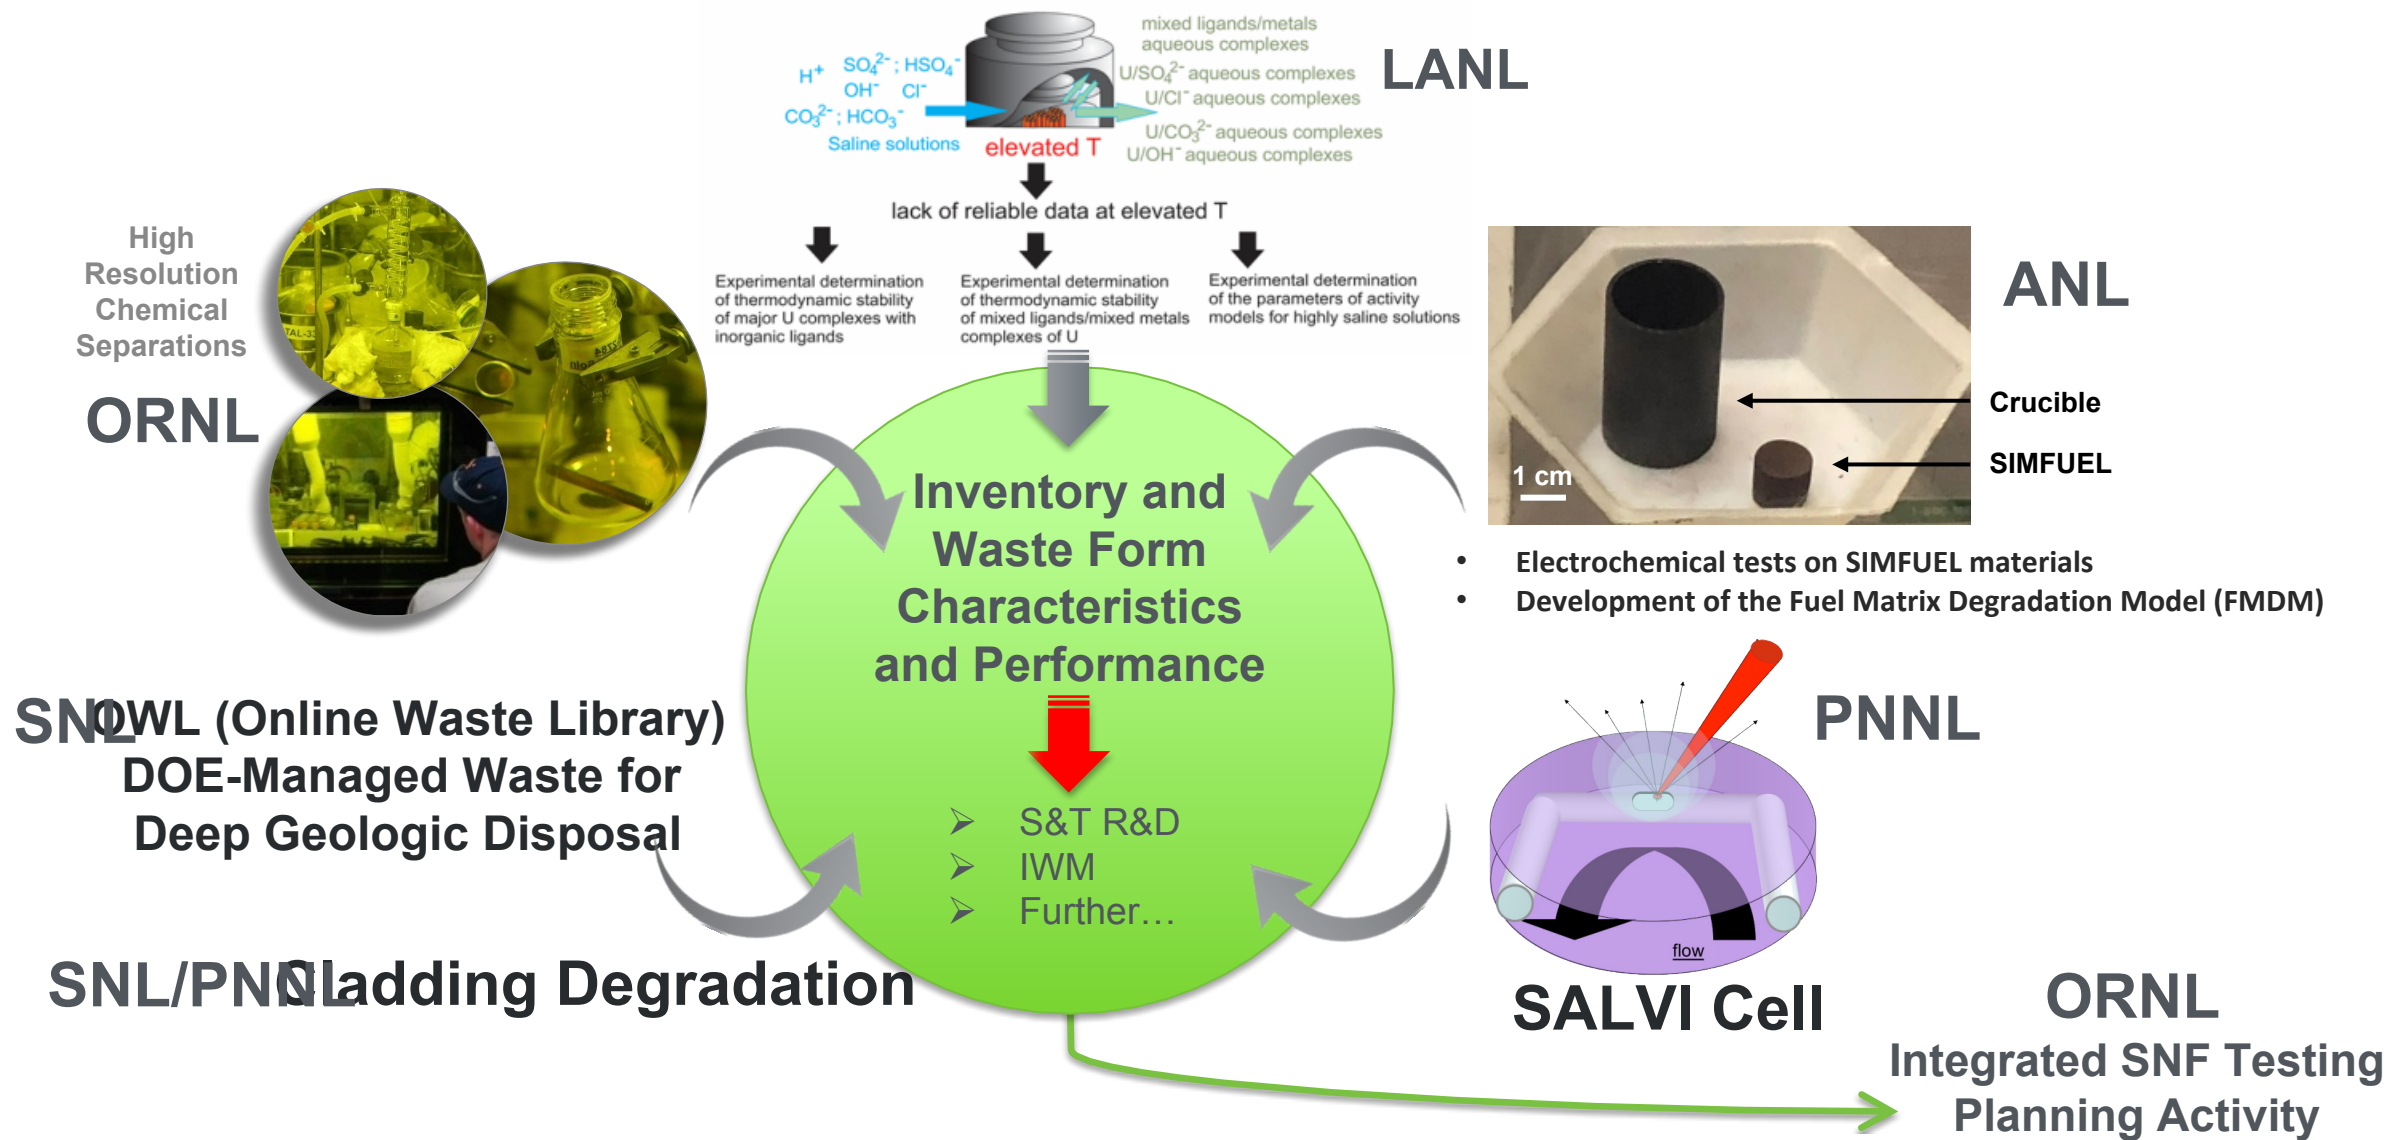 mixed ligands/metals
aqueous complexes
LANL
H⁺ SO₄²⁻ ; HSO₄⁻
OH⁻ Cl⁻
CO₃²⁻ ; HCO₃⁻
Saline solutions
elevated T
U/SO₄²⁻ aqueous complexes
U/Cl⁻ aqueous complexes
U/CO₃²⁻ aqueous complexes
U/OH⁻ aqueous complexes
lack of reliable data at elevated T
Experimental determination
of thermodynamic stability
of major U complexes with
inorganic ligands
Experimental determination
of thermodynamic stability
of mixed ligands/mixed metals
complexes of U
Experimental determination
of the parameters of activity
models for highly saline solutions
High
Resolution
Chemical
Separations
ORNL
ANL
Crucible
SIMFUEL
1 cm
• Electrochemical tests on SIMFUEL materials
• Development of the Fuel Matrix Degradation Model (FMDM)
Inventory and
Waste Form
Characteristics
and Performance
➢ S&T R&D
➢ IWM
➢ Further…
SNL
OWL (Online Waste Library)
DOE-Managed Waste for
Deep Geologic Disposal
SNL/PNNL
Cladding Degradation
PNNL
flow
SALVI Cell
ORNL
Integrated SNF Testing
Planning Activity